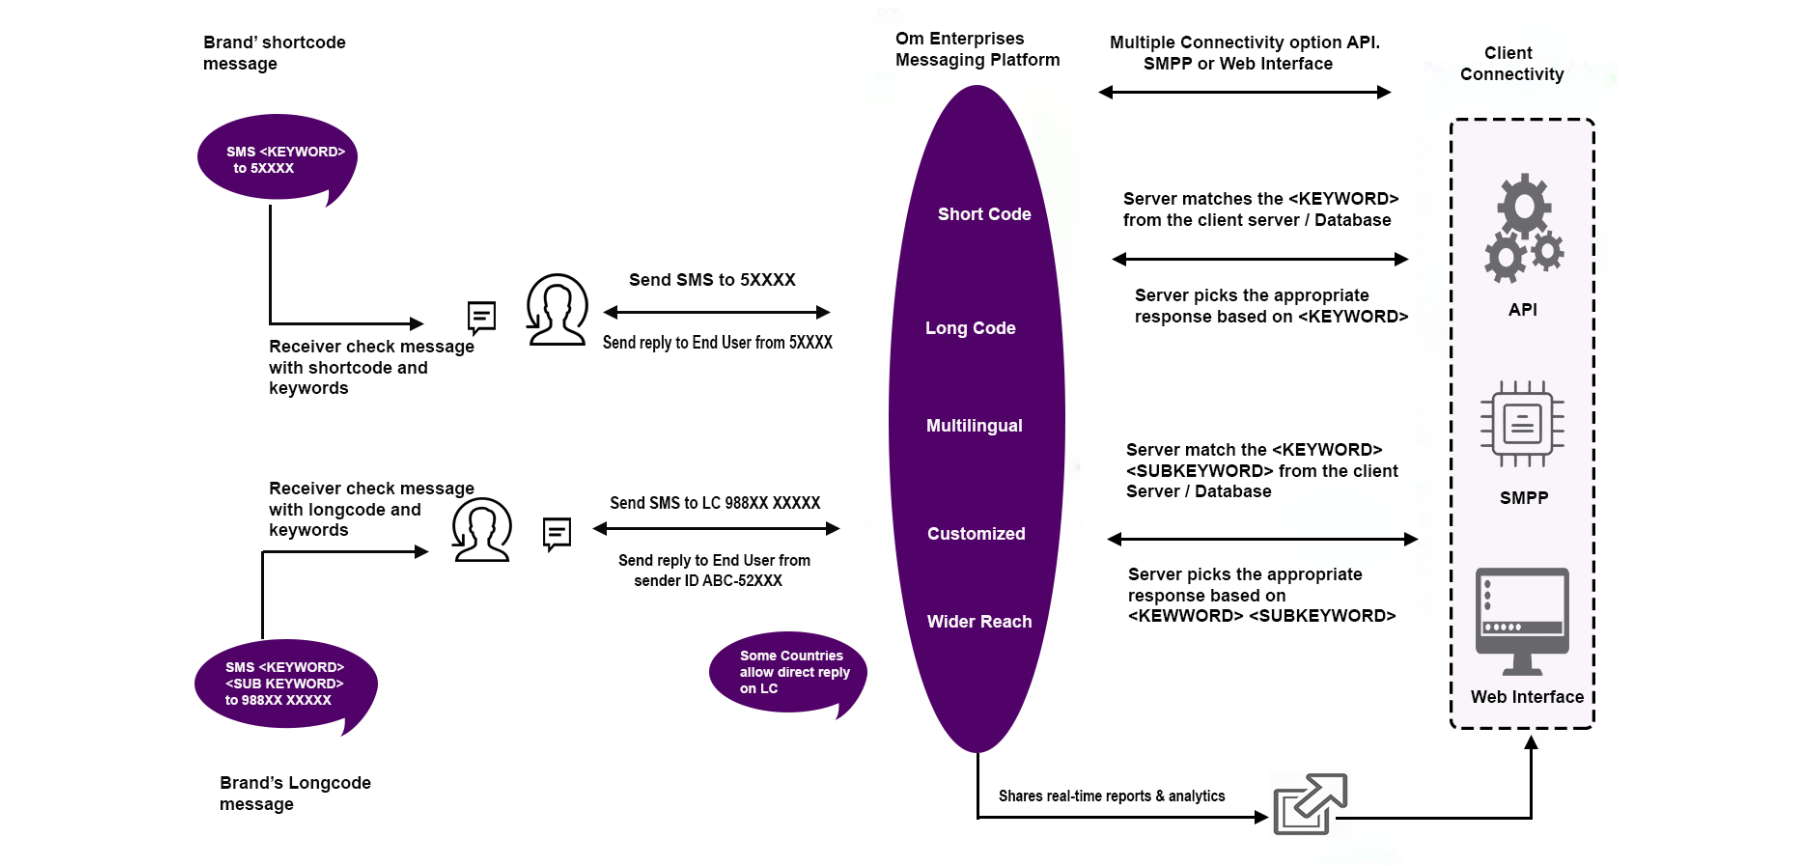 Brand’ shortcode
message
SMS <KEYWORD>
to 5XXXX
Receiver check message
with shortcode and
keywords
Send SMS to 5XXXX
Send reply to End User from 5XXXX
Receiver check message
with longcode and
keywords
Send SMS to LC 988XX XXXXX
Send reply to End User from
sender ID ABC-52XXX
SMS <KEYWORD>
<SUB KEYWORD>
to 988XX XXXXX
Brand’s Longcode
message
Some Countries
allow direct reply
on LC
Om Enterprises
Messaging Platform
Short Code
Long Code
Multilingual
Customized
Wider Reach
Multiple Connectivity option API.
SMPP or Web Interface
Server matches the <KEYWORD>
from the client server / Database
Server picks the appropriate
response based on <KEYWORD>
Server match the <KEYWORD>
<SUBKEYWORD> from the client
Server / Database
Server picks the appropriate
response based on
<KEWWORD> <SUBKEYWORD>
Client
Connectivity
API
SMPP
Web Interface
Shares real-time reports & analytics